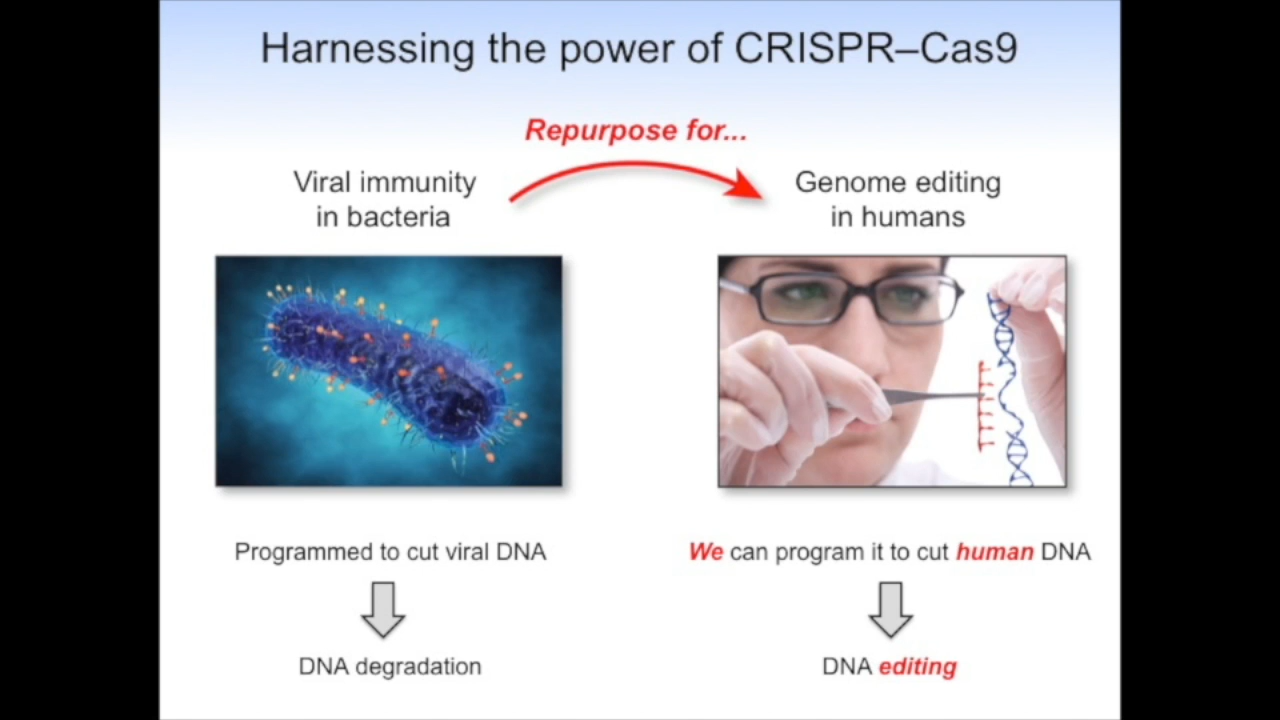 Harnessing the power of CRISPR–Cas9
Repurpose for...
Viral immunity
in bacteria
Genome editing
in humans
Programmed to cut viral DNA
We can program it to cut human DNA
DNA degradation
DNA editing